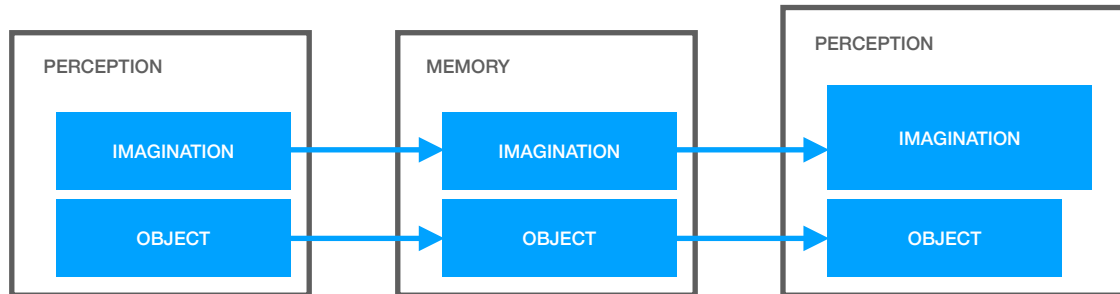 PERCEPTION
IMAGINATION
OBJECT
MEMORY
IMAGINATION
OBJECT
PERCEPTION
IMAGINATION
OBJECT